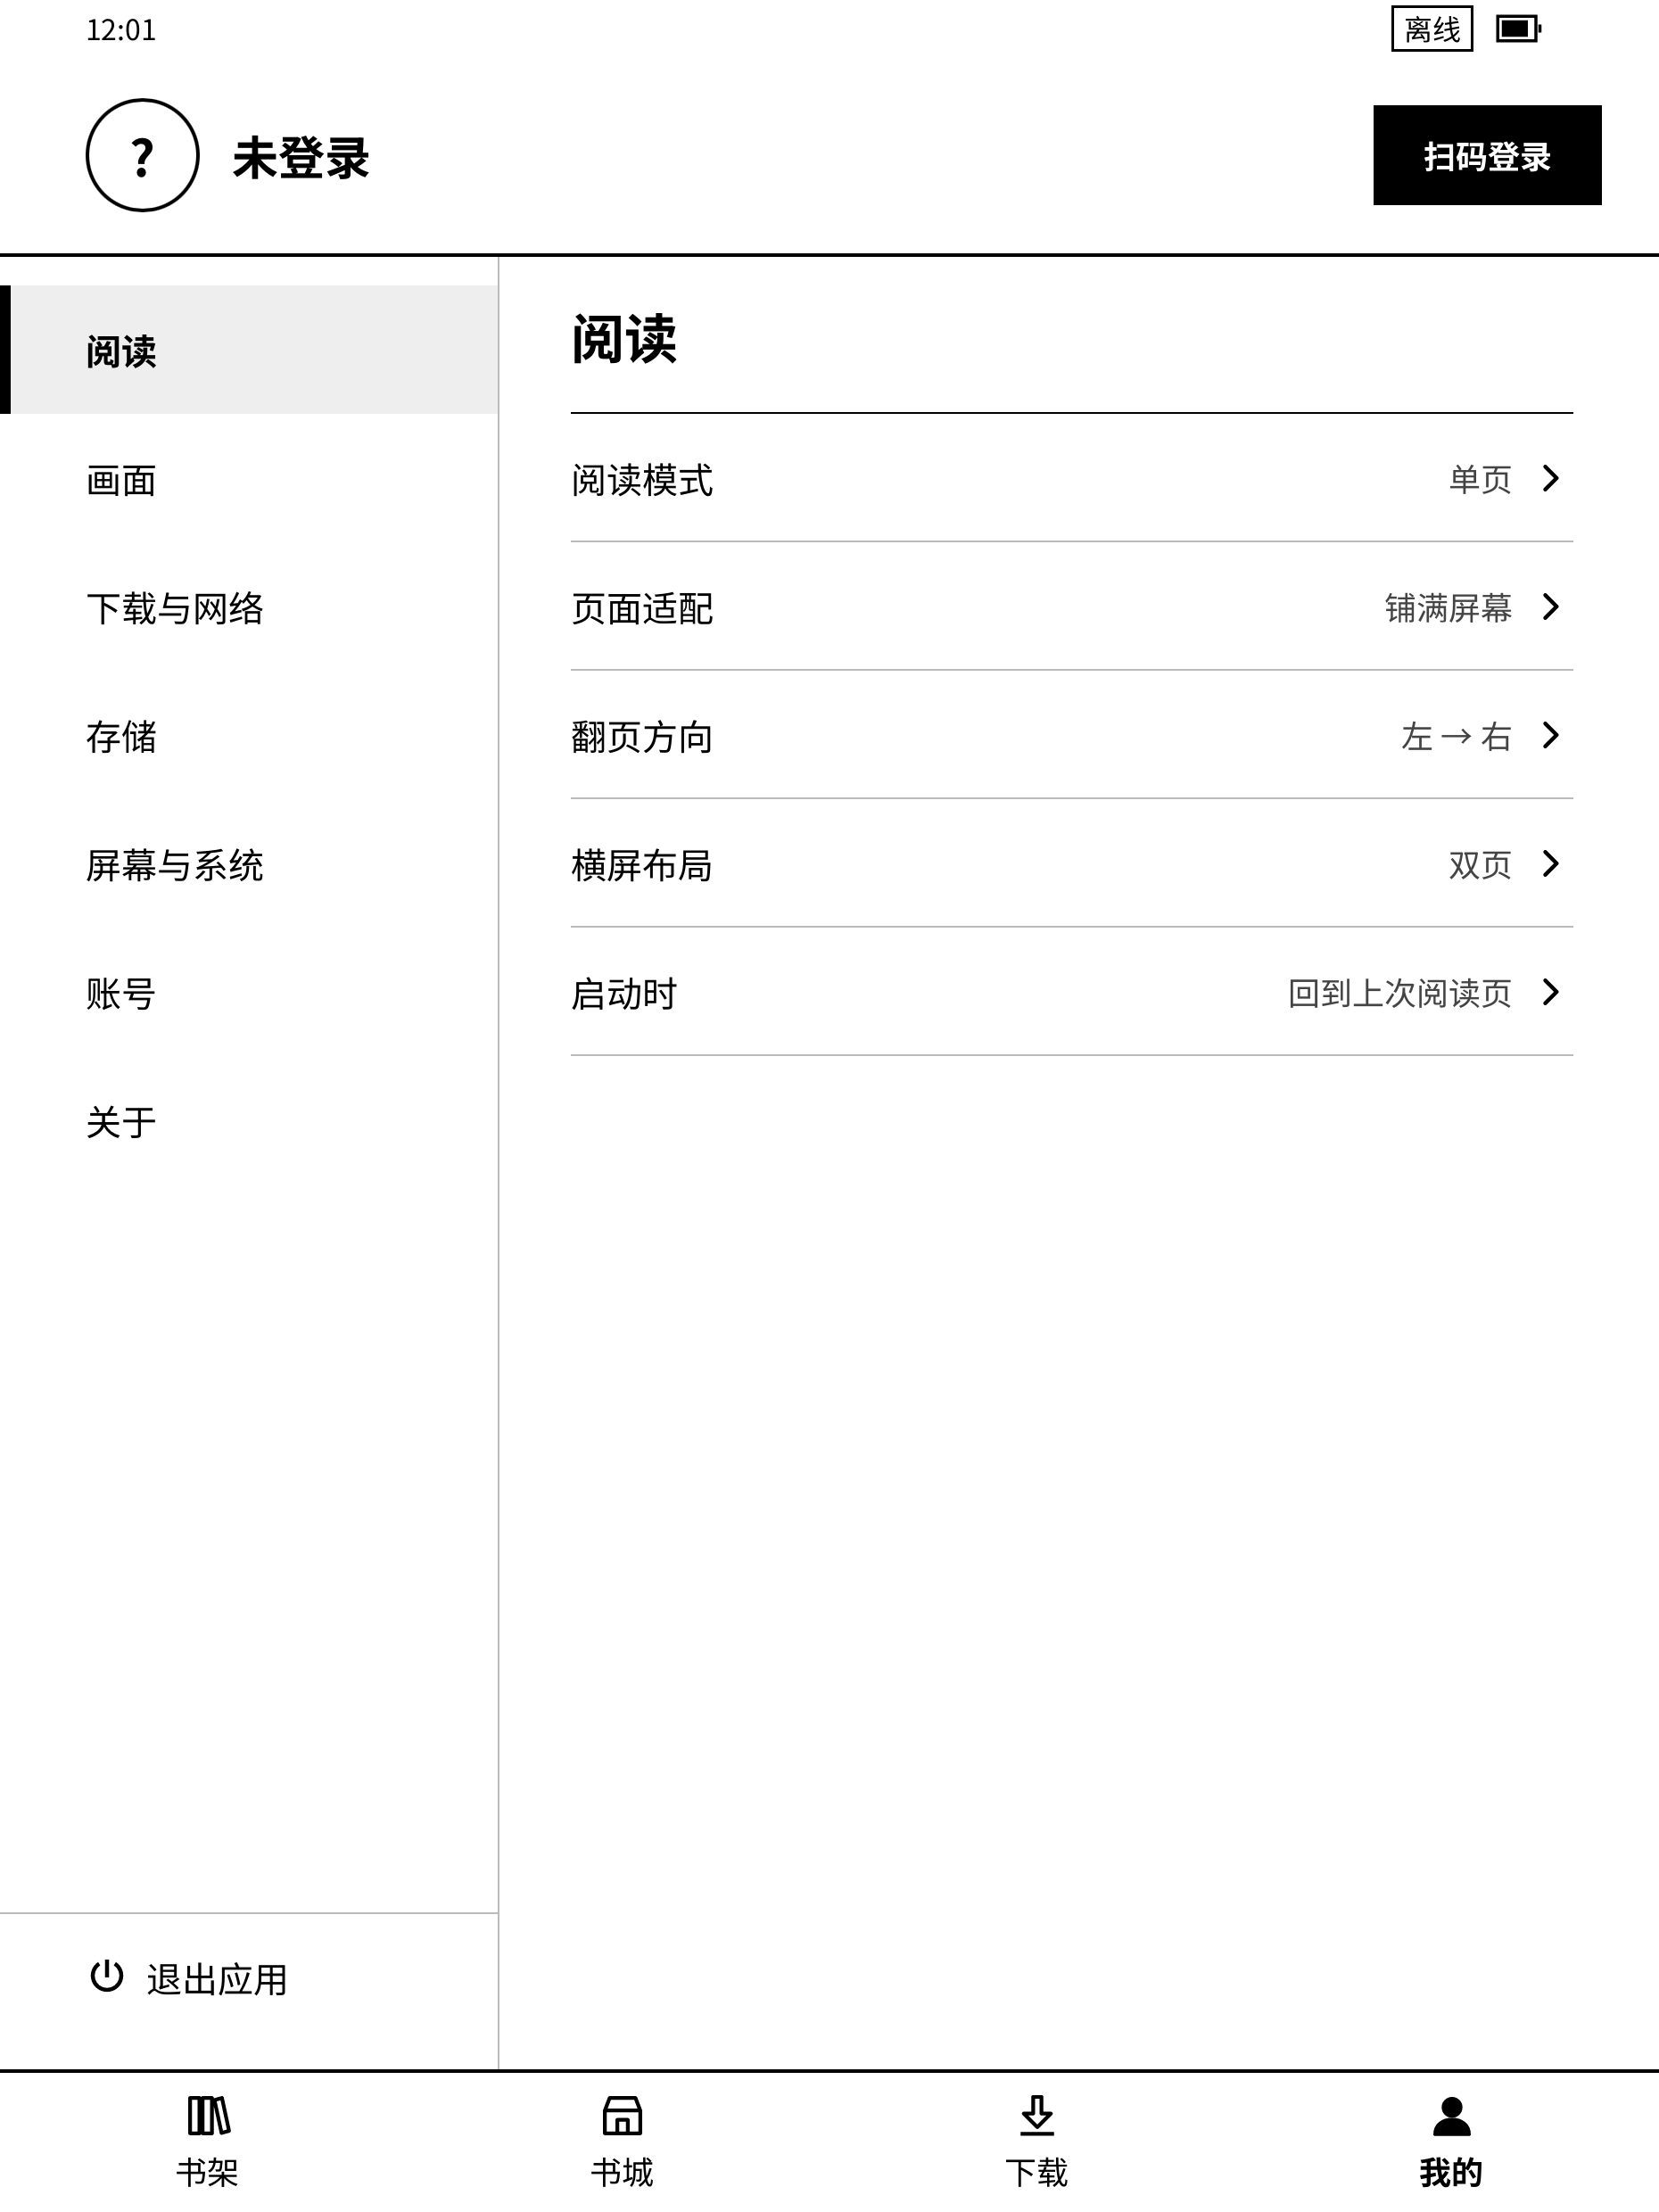 12:01
离线
?
未登录
扫码登录
阅读
画面
下载与网络
存储
屏幕与系统
账号
关于
退出应用
阅读
阅读模式 单页
页面适配 铺满屏幕
翻页方向 左 → 右
横屏布局 双页
启动时 回到上次阅读页
书架
书城
下载
我的